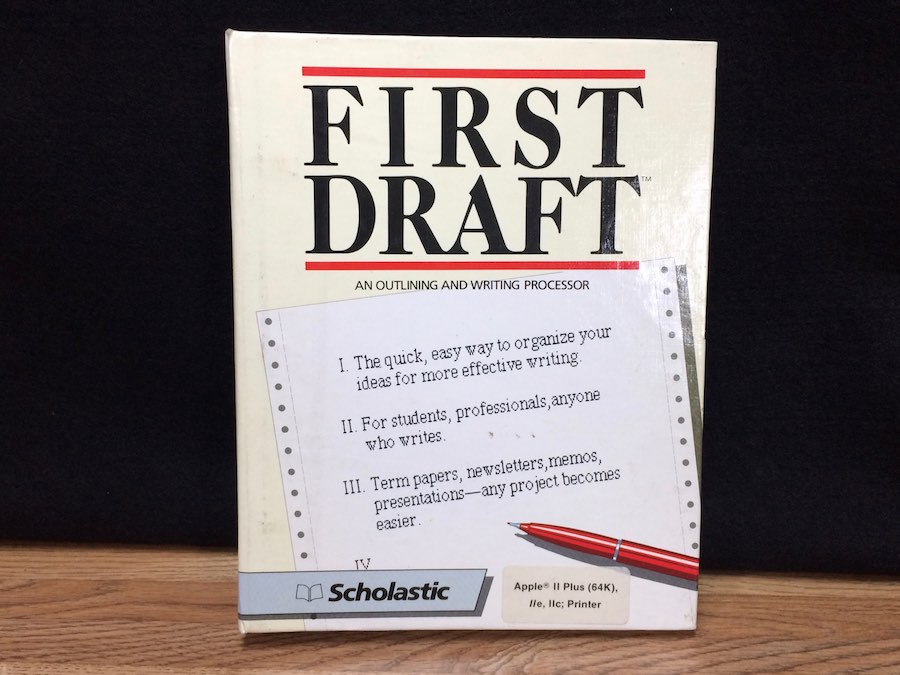 FIRST
DRAFT™
AN OUTLINING AND WRITING PROCESSOR
I. The quick, easy way to organize your
ideas for more effective writing.
II. For students, professionals,anyone
who writes.
III. Term papers, newsletters,memos,
presentations—any project becomes
easier.
IV
Scholastic
Apple® II Plus (64K),
IIe, IIc; Printer